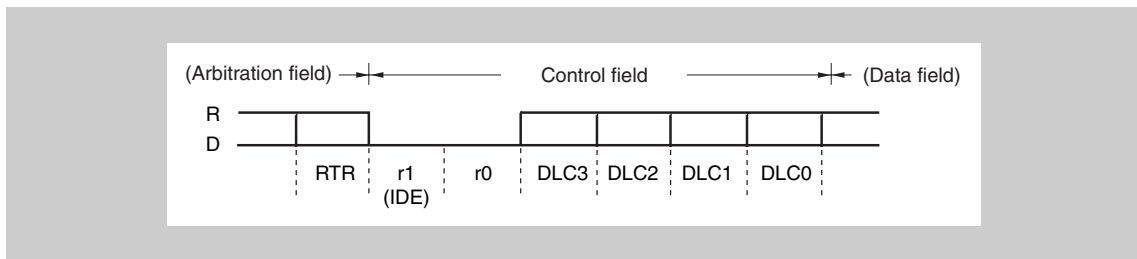 (Arbitration field) Control field (Data field)
R
D
RTR r1 r0 DLC3 DLC2 DLC1 DLC0
(IDE)